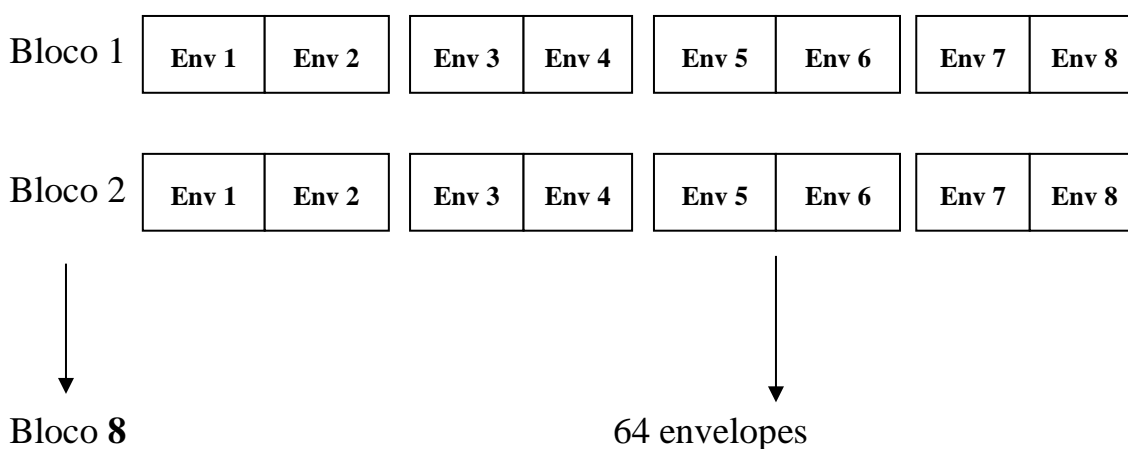 Bloco 1 Env 1 Env 2 Env 3 Env 4 Env 5 Env 6 Env 7 Env 8
Bloco 2 Env 1 Env 2 Env 3 Env 4 Env 5 Env 6 Env 7 Env 8
Bloco 8 64 envelopes